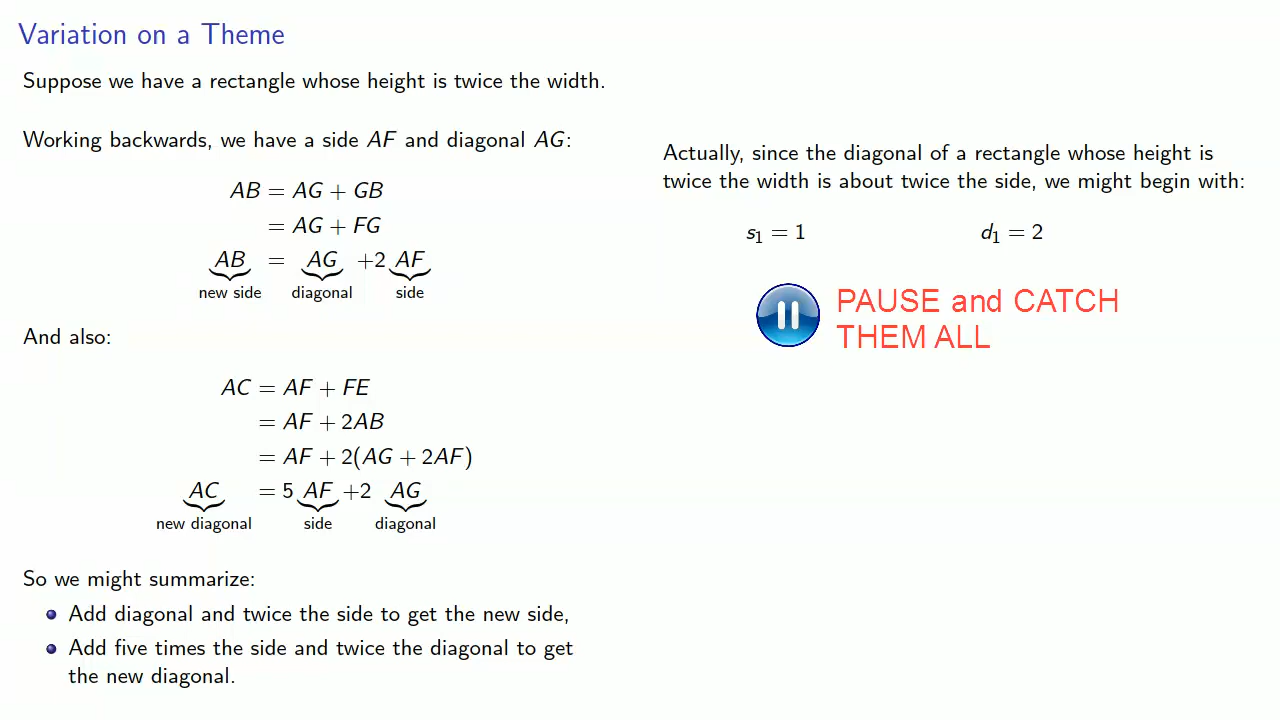 Variation on a Theme
Suppose we have a rectangle whose height is twice the width.
Working backwards, we have a side AF and diagonal AG:
AB = AG + GB
= AG + FG
AB = AG +2 AF
new side diagonal side
And also:
AC = AF + FE
= AF + 2AB
= AF + 2(AG + 2AF)
AC = 5 AF +2 AG
new diagonal side diagonal
So we might summarize:
Add diagonal and twice the side to get the new side,
Add five times the side and twice the diagonal to get
the new diagonal.
Actually, since the diagonal of a rectangle whose height is
twice the width is about twice the side, we might begin with:
s₁ = 1 d₁ = 2
PAUSE and CATCH
THEM ALL